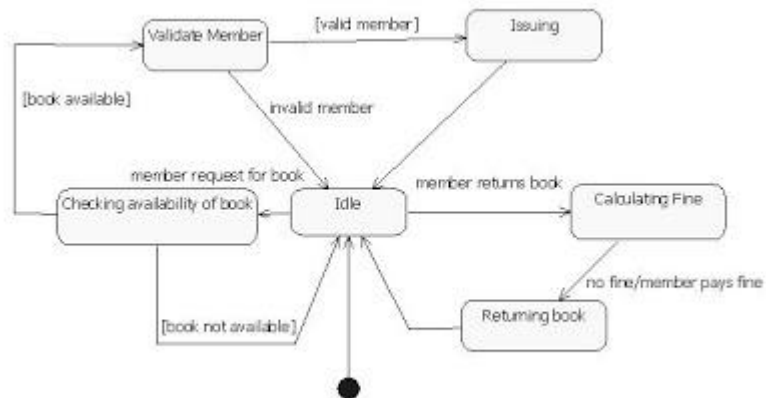 Validate Member
[valid member]
Issuing
[book available]
invalid member
member request for book
member returns book
Checking availability of book
Idle
Calculating Fine
no fine/member pays fine
[book not available]
Returning book